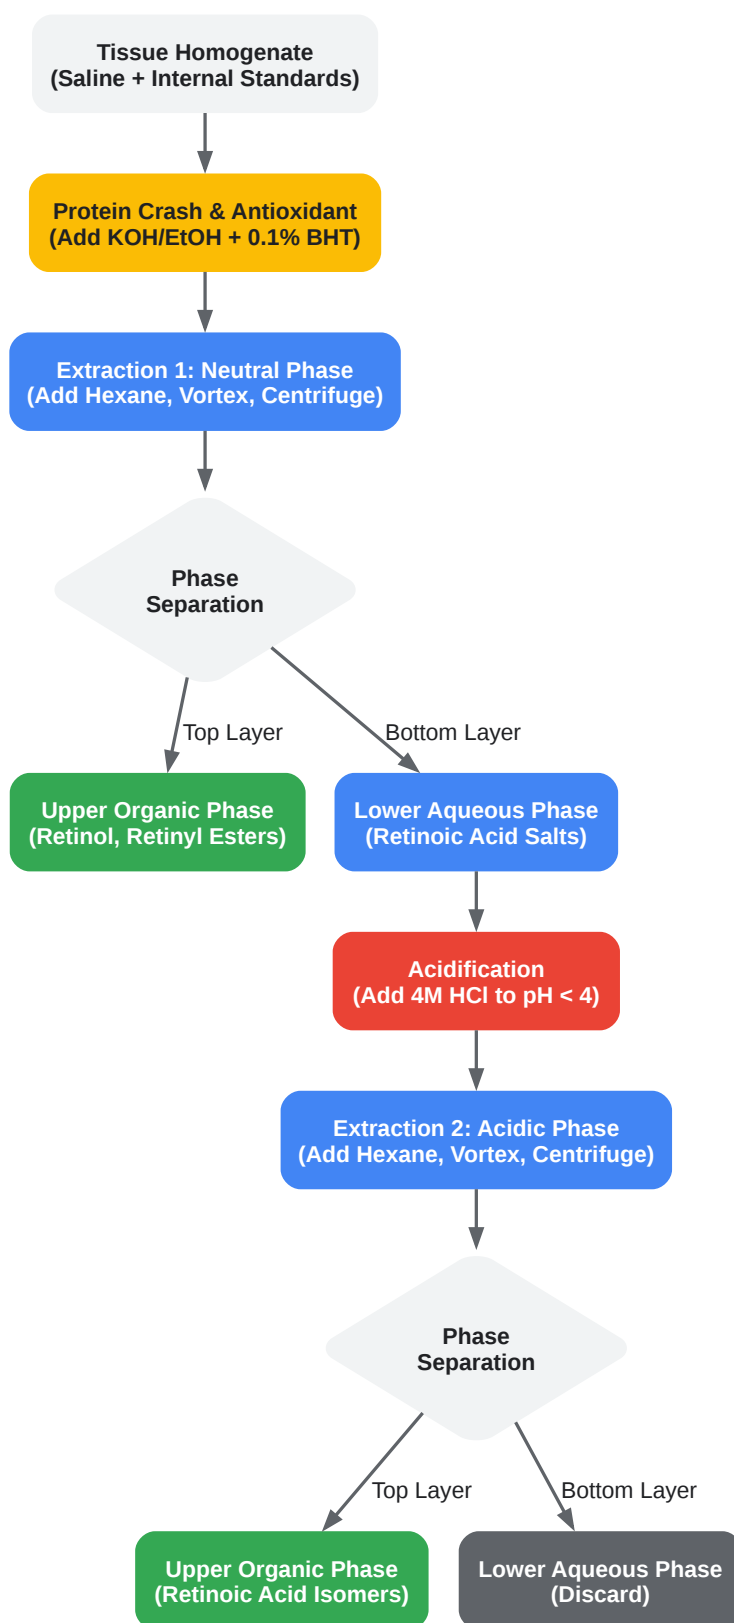 Tissue Homogenate
(Saline + Internal Standards)
Protein Crash & Antioxidant
(Add KOH/EtOH + 0.1% BHT)
Extraction 1: Neutral Phase
(Add Hexane, Vortex, Centrifuge)
Phase
Separation
Top Layer
Bottom Layer
Upper Organic Phase
(Retinol, Retinyl Esters)
Lower Aqueous Phase
(Retinoic Acid Salts)
Acidification
(Add 4M HCl to pH < 4)
Extraction 2: Acidic Phase
(Add Hexane, Vortex, Centrifuge)
Phase
Separation
Top Layer
Bottom Layer
Upper Organic Phase
(Retinoic Acid Isomers)
Lower Aqueous Phase
(Discard)